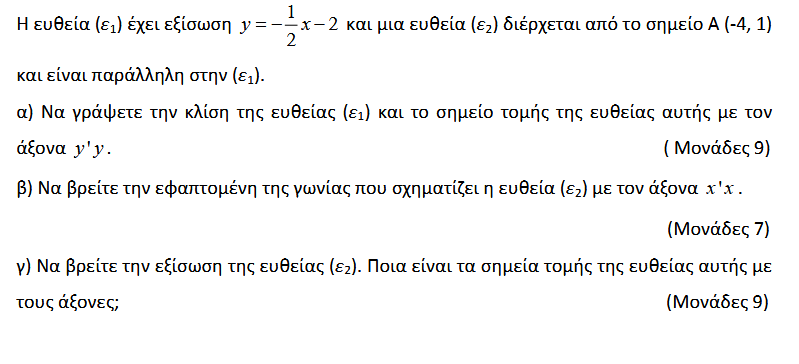 Η ευθεία (ε₁) έχει εξίσωση y = −1/2 x − 2 και μια ευθεία (ε₂) διέρχεται από το σημείο Α (-4, 1)
και είναι παράλληλη στην (ε₁).
α) Να γράψετε την κλίση της ευθείας (ε₁) και το σημείο τομής της ευθείας αυτής με τον
άξονα y'y. ( Μονάδες 9)
β) Να βρείτε την εφαπτομένη της γωνίας που σχηματίζει η ευθεία (ε₂) με τον άξονα x'x.
(Μονάδες 7)
γ) Να βρείτε την εξίσωση της ευθείας (ε₂). Ποια είναι τα σημεία τομής της ευθείας αυτής με
τους άξονες; (Μονάδες 9)